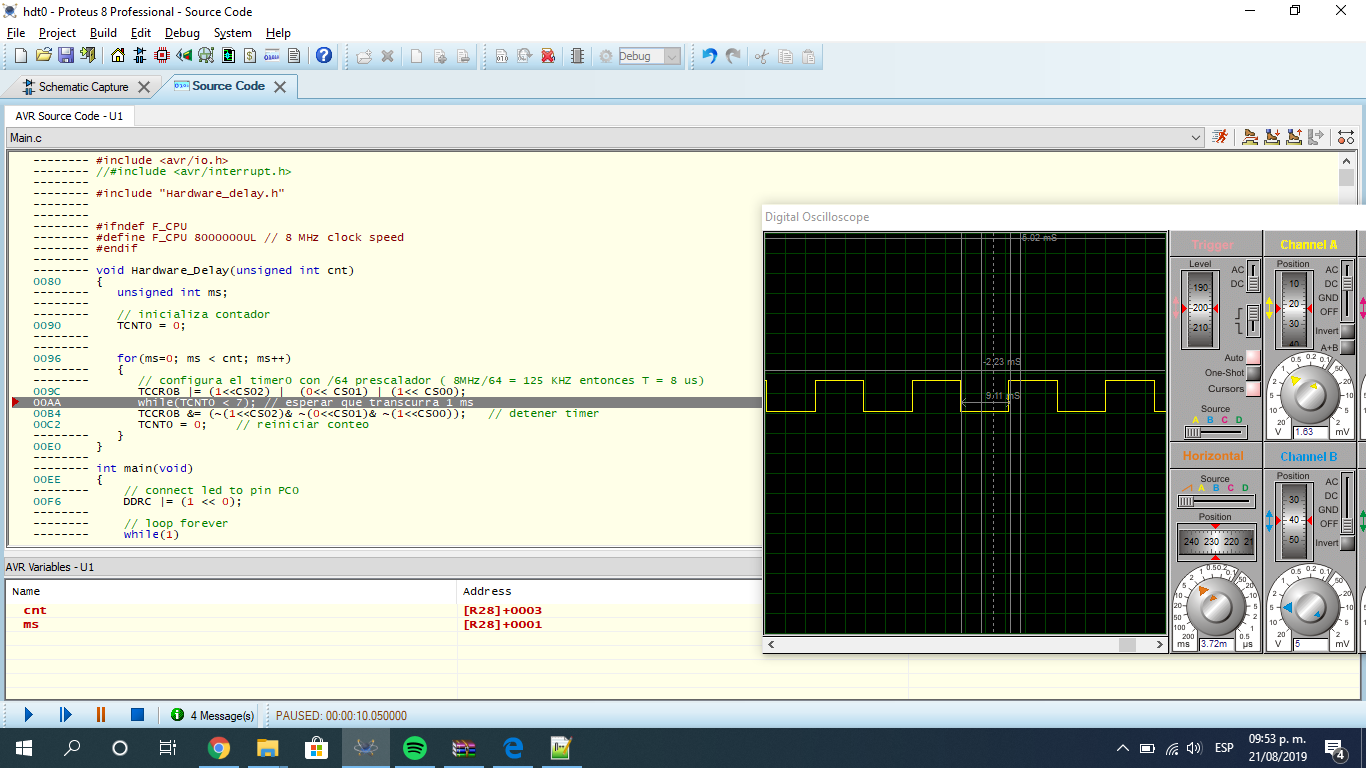 hdt0 - Proteus 8 Professional - Source Code
File Project Build Edit Debug System Help
Debug
Schematic Capture Source Code
AVR Source Code - U1
Main.c
-------- #include <avr/io.h>
-------- //#include <avr/interrupt.h>
--------
-------- #include "Hardware_delay.h"
--------
--------
-------- #ifndef F_CPU
-------- #define F_CPU 8000000UL // 8 MHz clock speed
-------- #endif
--------
-------- void Hardware_Delay(unsigned int cnt)
0080 {
-------- unsigned int ms;
--------
-------- // inicializa contador
0090 TCNT0 = 0;
--------
--------
0096 for(ms=0; ms < cnt; ms++)
-------- {
-------- // configura el timer0 con /64 prescalador ( 8MHz/64 = 125 KHZ entonces T = 8 us)
009C TCCR0B |= (1<<CS02) | (0<< CS01) | (1<< CS00);
00AA while(TCNT0 < 7); // esperar que transcurra 1 ms
00B4 TCCR0B &= (~(1<<CS02)& ~(0<<CS01)& ~(1<<CS00)); // detener timer
00C2 TCNT0 = 0; // reiniciar conteo
-------- }
00E0 }
--------
-------- int main(void)
00EE {
-------- // connect led to pin PC0
00F6 DDRC |= (1 << 0);
--------
-------- // loop forever
-------- while(1)
Digital Oscilloscope
-2.23 mS
9.11 mS
Trigger
Level
AC
DC
190
200
210
Auto
One-Shot
Cursors
Source
A B C D
Channel A
Position
AC
DC
GND
OFF
10
20
30
40
Invert
A+B
V 1.63 mV
Horizontal
Source
A B C D
Position
240 230 220 21
ms 3.72m µs
Channel B
Position
AC
DC
GND
OFF
30
40
50
Invert
V 5 mV
AVR Variables - U1
Name Address
cnt [R28]+0003
ms [R28]+0001
4 Message(s) PAUSED: 00:00:10.050000
ESP
09:53 p. m.
21/08/2019
4